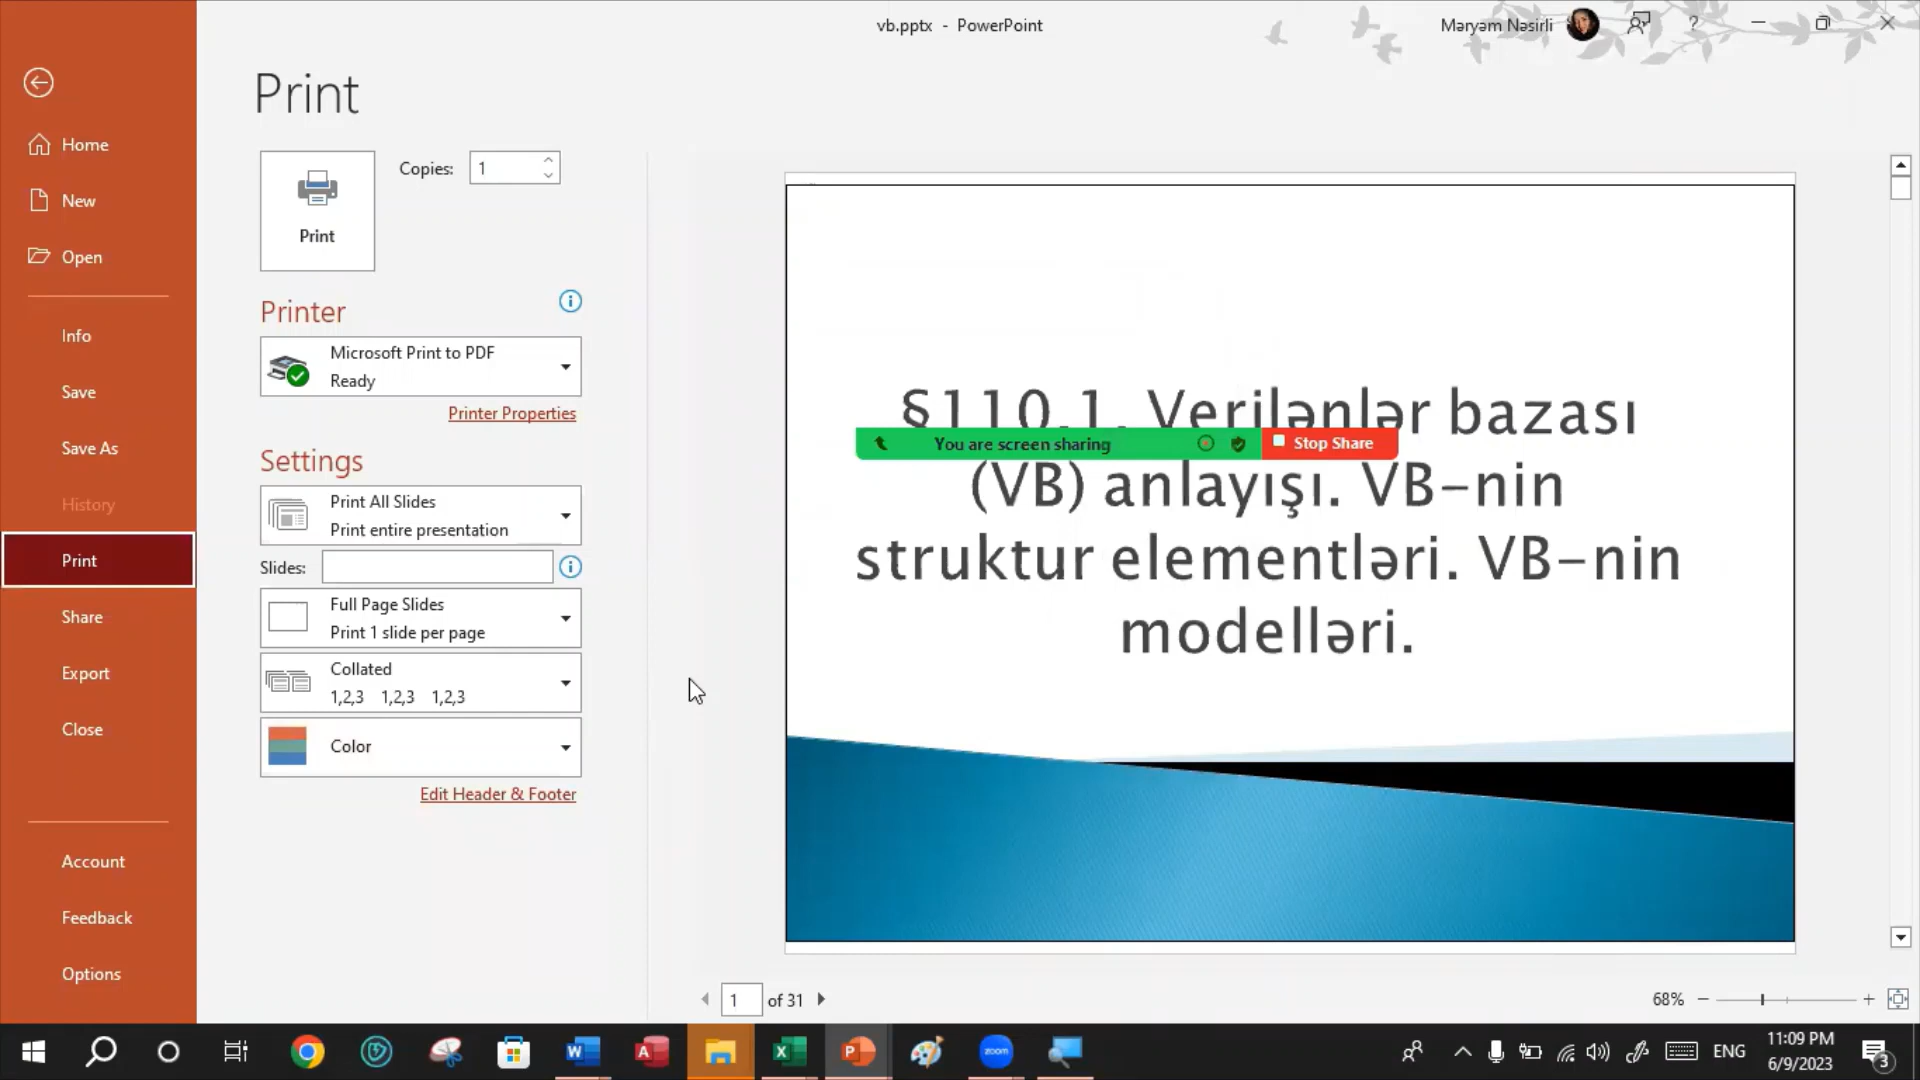 vb.pptx - PowerPoint
Məryəm Nəsirli
?
Print
Home
New
Open
Info
Save
Save As
History
Print
Share
Export
Close
Account
Feedback
Options
Print
Copies: 1
Printer
Microsoft Print to PDF
Ready
Printer Properties
Settings
Print All Slides
Print entire presentation
Slides:
Full Page Slides
Print 1 slide per page
Collated
1,2,3 1,2,3 1,2,3
Color
Edit Header & Footer
§110.1. Verilənlər bazası
You are screen sharing
Stop Share
(VB) anlayışı. VB-nin
struktur elementləri. VB-nin
modelləri.
1 of 31
68%
zoom
ENG
11:09 PM
6/9/2023
3